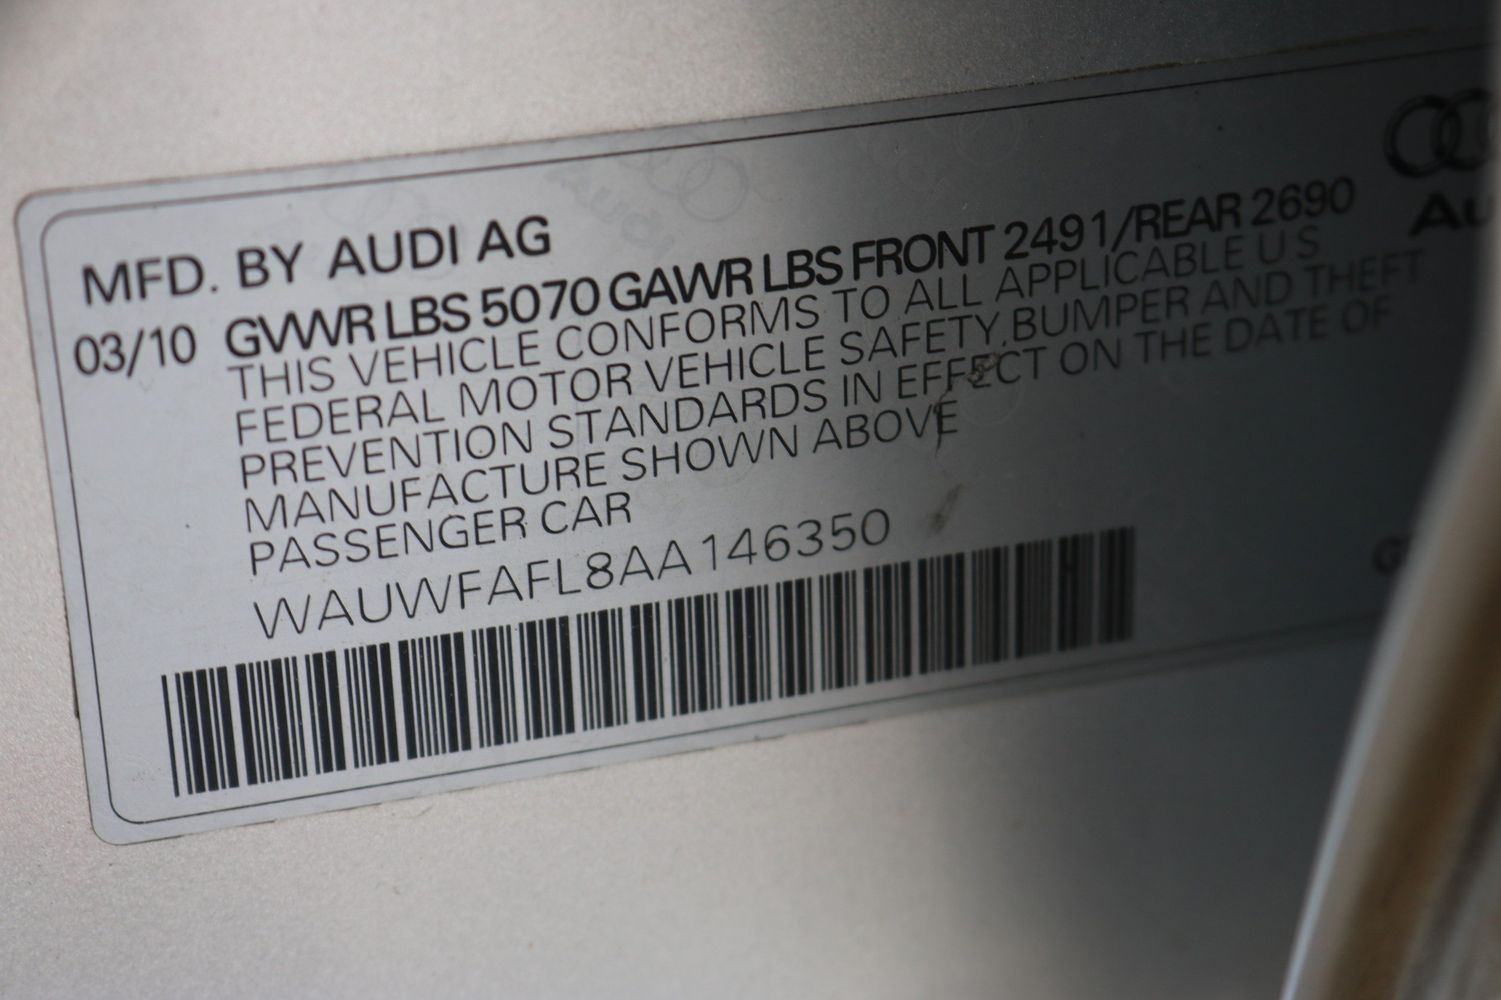 MFD. BY AUDI AG
03/10 GVWR LBS 5070 GAWR LBS FRONT 2491/REAR 2690
THIS VEHICLE CONFORMS TO ALL APPLICABLE U S
FEDERAL MOTOR VEHICLE SAFETY, BUMPER AND THEFT
PREVENTION STANDARDS IN EFFECT ON THE DATE OF
MANUFACTURE SHOWN ABOVE
PASSENGER CAR
WAUWFAFL8AA146350